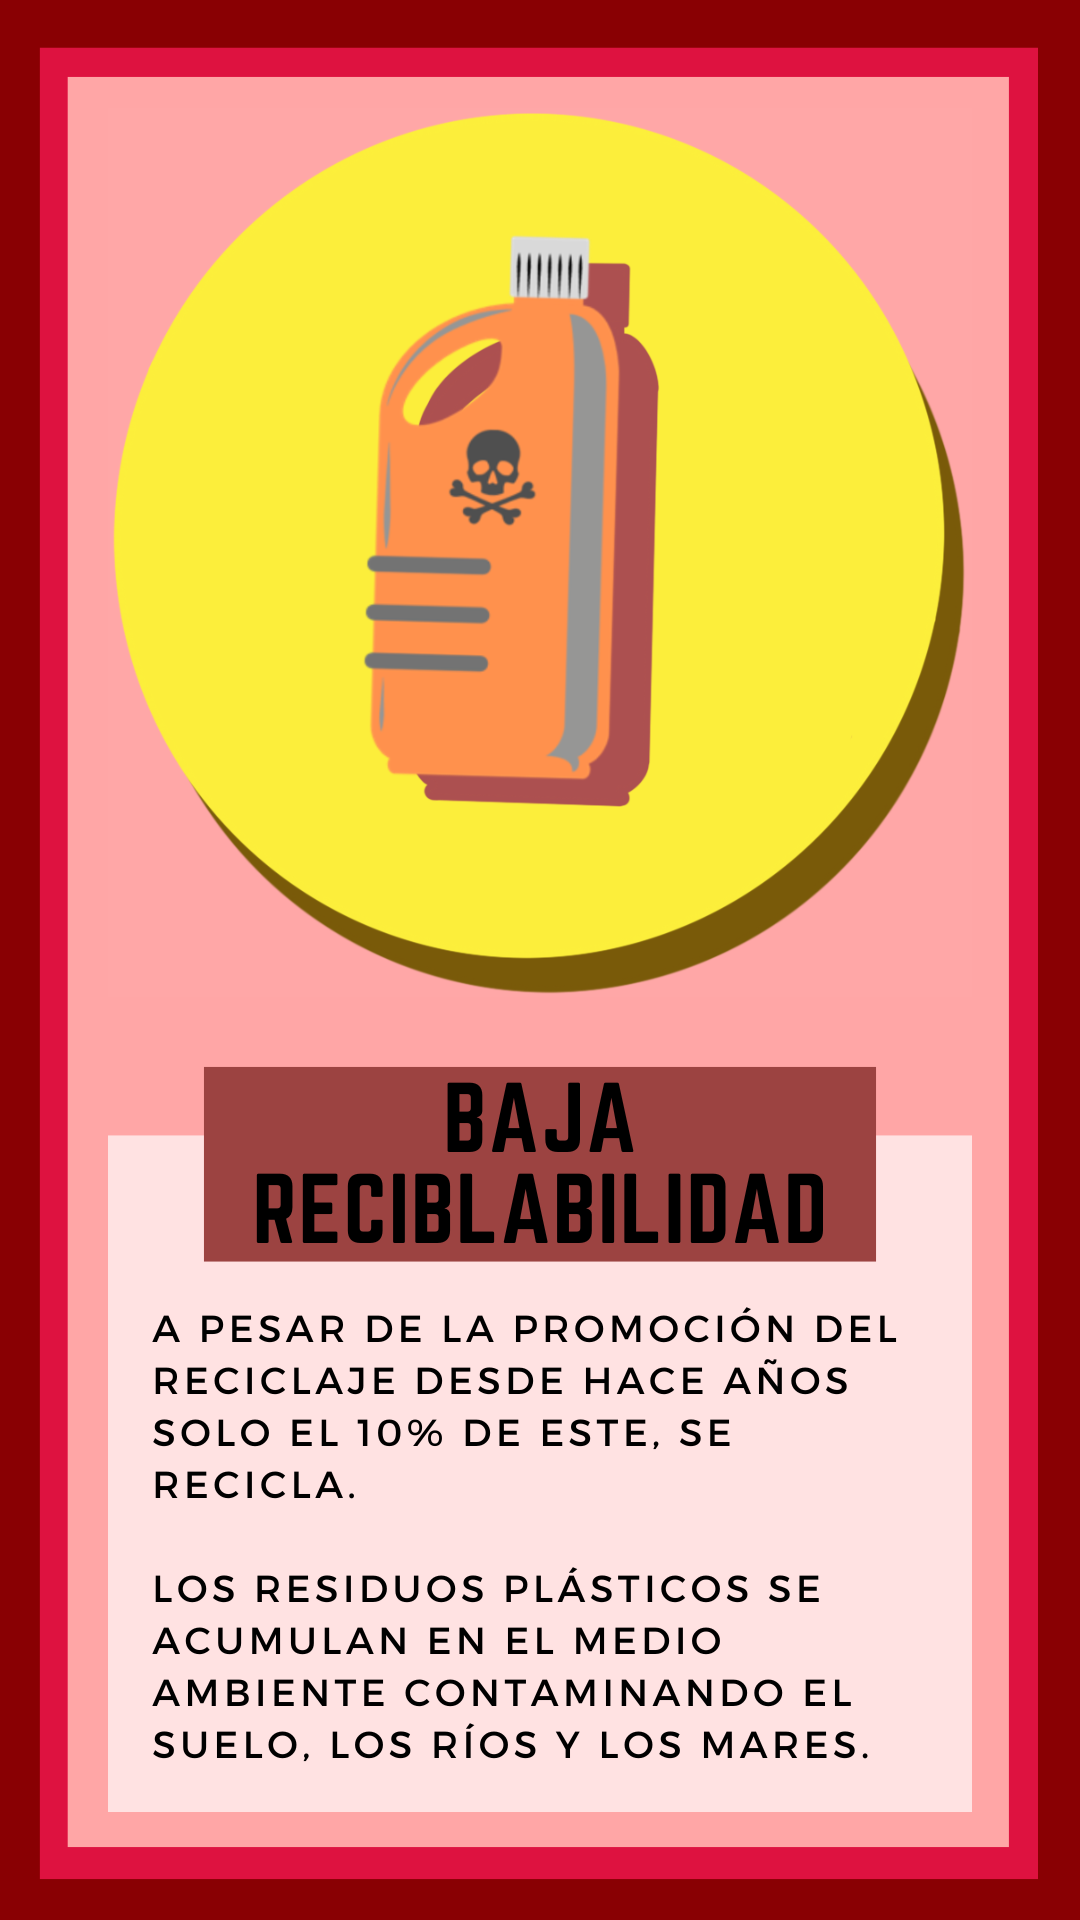 BAJA
RECIBLABILIDAD
A PESAR DE LA PROMOCIÓN DEL
RECICLAJE DESDE HACE AÑOS
SOLO EL 10% DE ESTE, SE
RECICLA.
LOS RESIDUOS PLÁSTICOS SE
ACUMULAN EN EL MEDIO
AMBIENTE CONTAMINANDO EL
SUELO, LOS RÍOS Y LOS MARES.